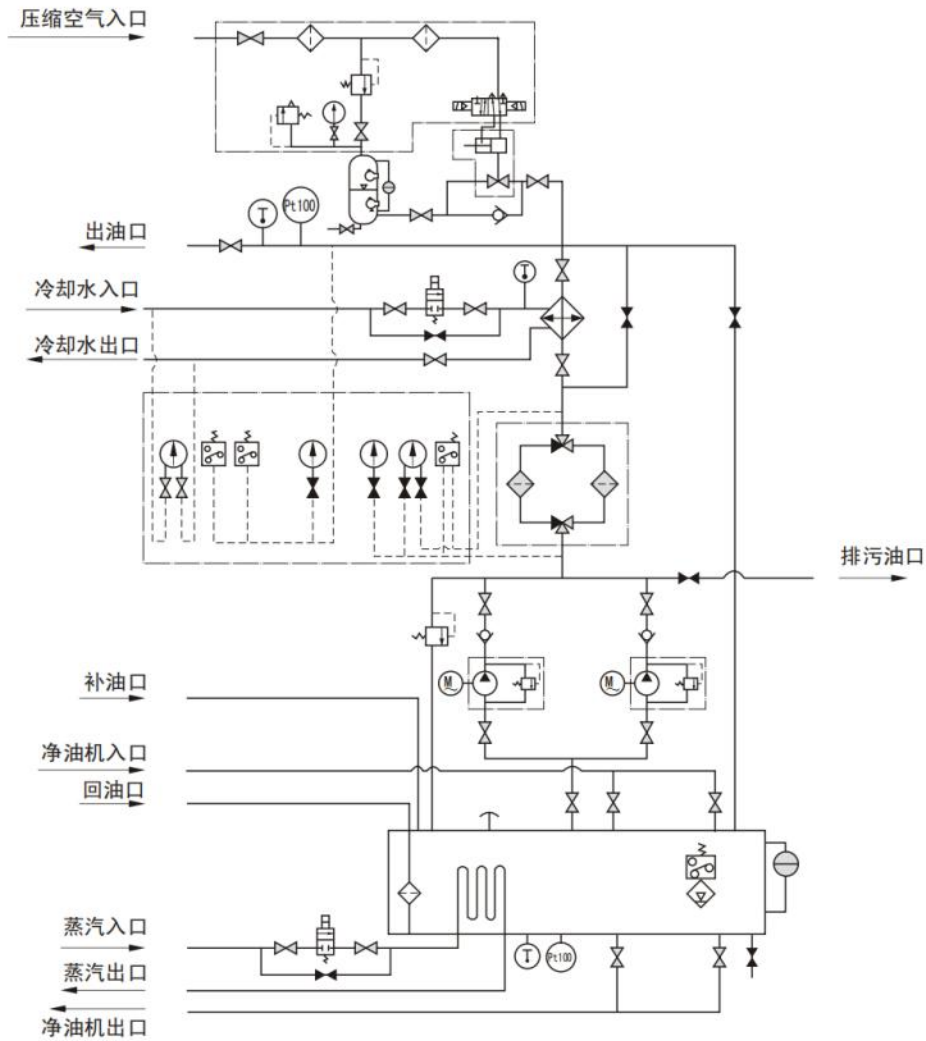 压缩空气入口
T
Pt100
出油口
冷却水入口
T
冷却水出口
排污油口
M
M
补油口
净油机入口
回油口
蒸汽入口
T
Pt100
蒸汽出口
净油机出口